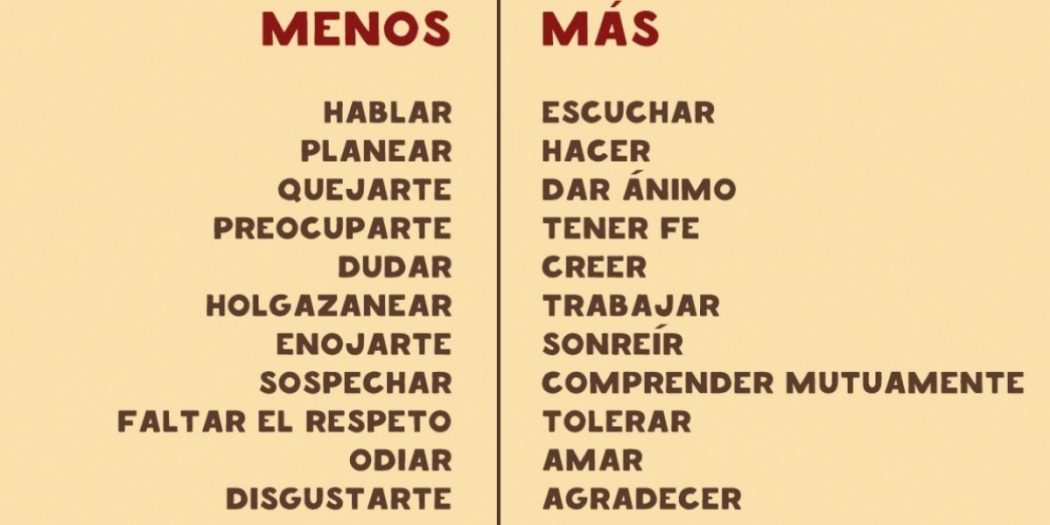 MENOS MÁS
HABLAR ESCUCHAR
PLANEAR HACER
QUEJARTE DAR ÁNIMO
PREOCUPARTE TENER FE
DUDAR CREER
HOLGAZANEAR TRABAJAR
ENOJARTE SONREÍR
SOSPECHAR COMPRENDER MUTUAMENTE
FALTAR EL RESPETO TOLERAR
ODIAR AMAR
DISGUSTARTE AGRADECER